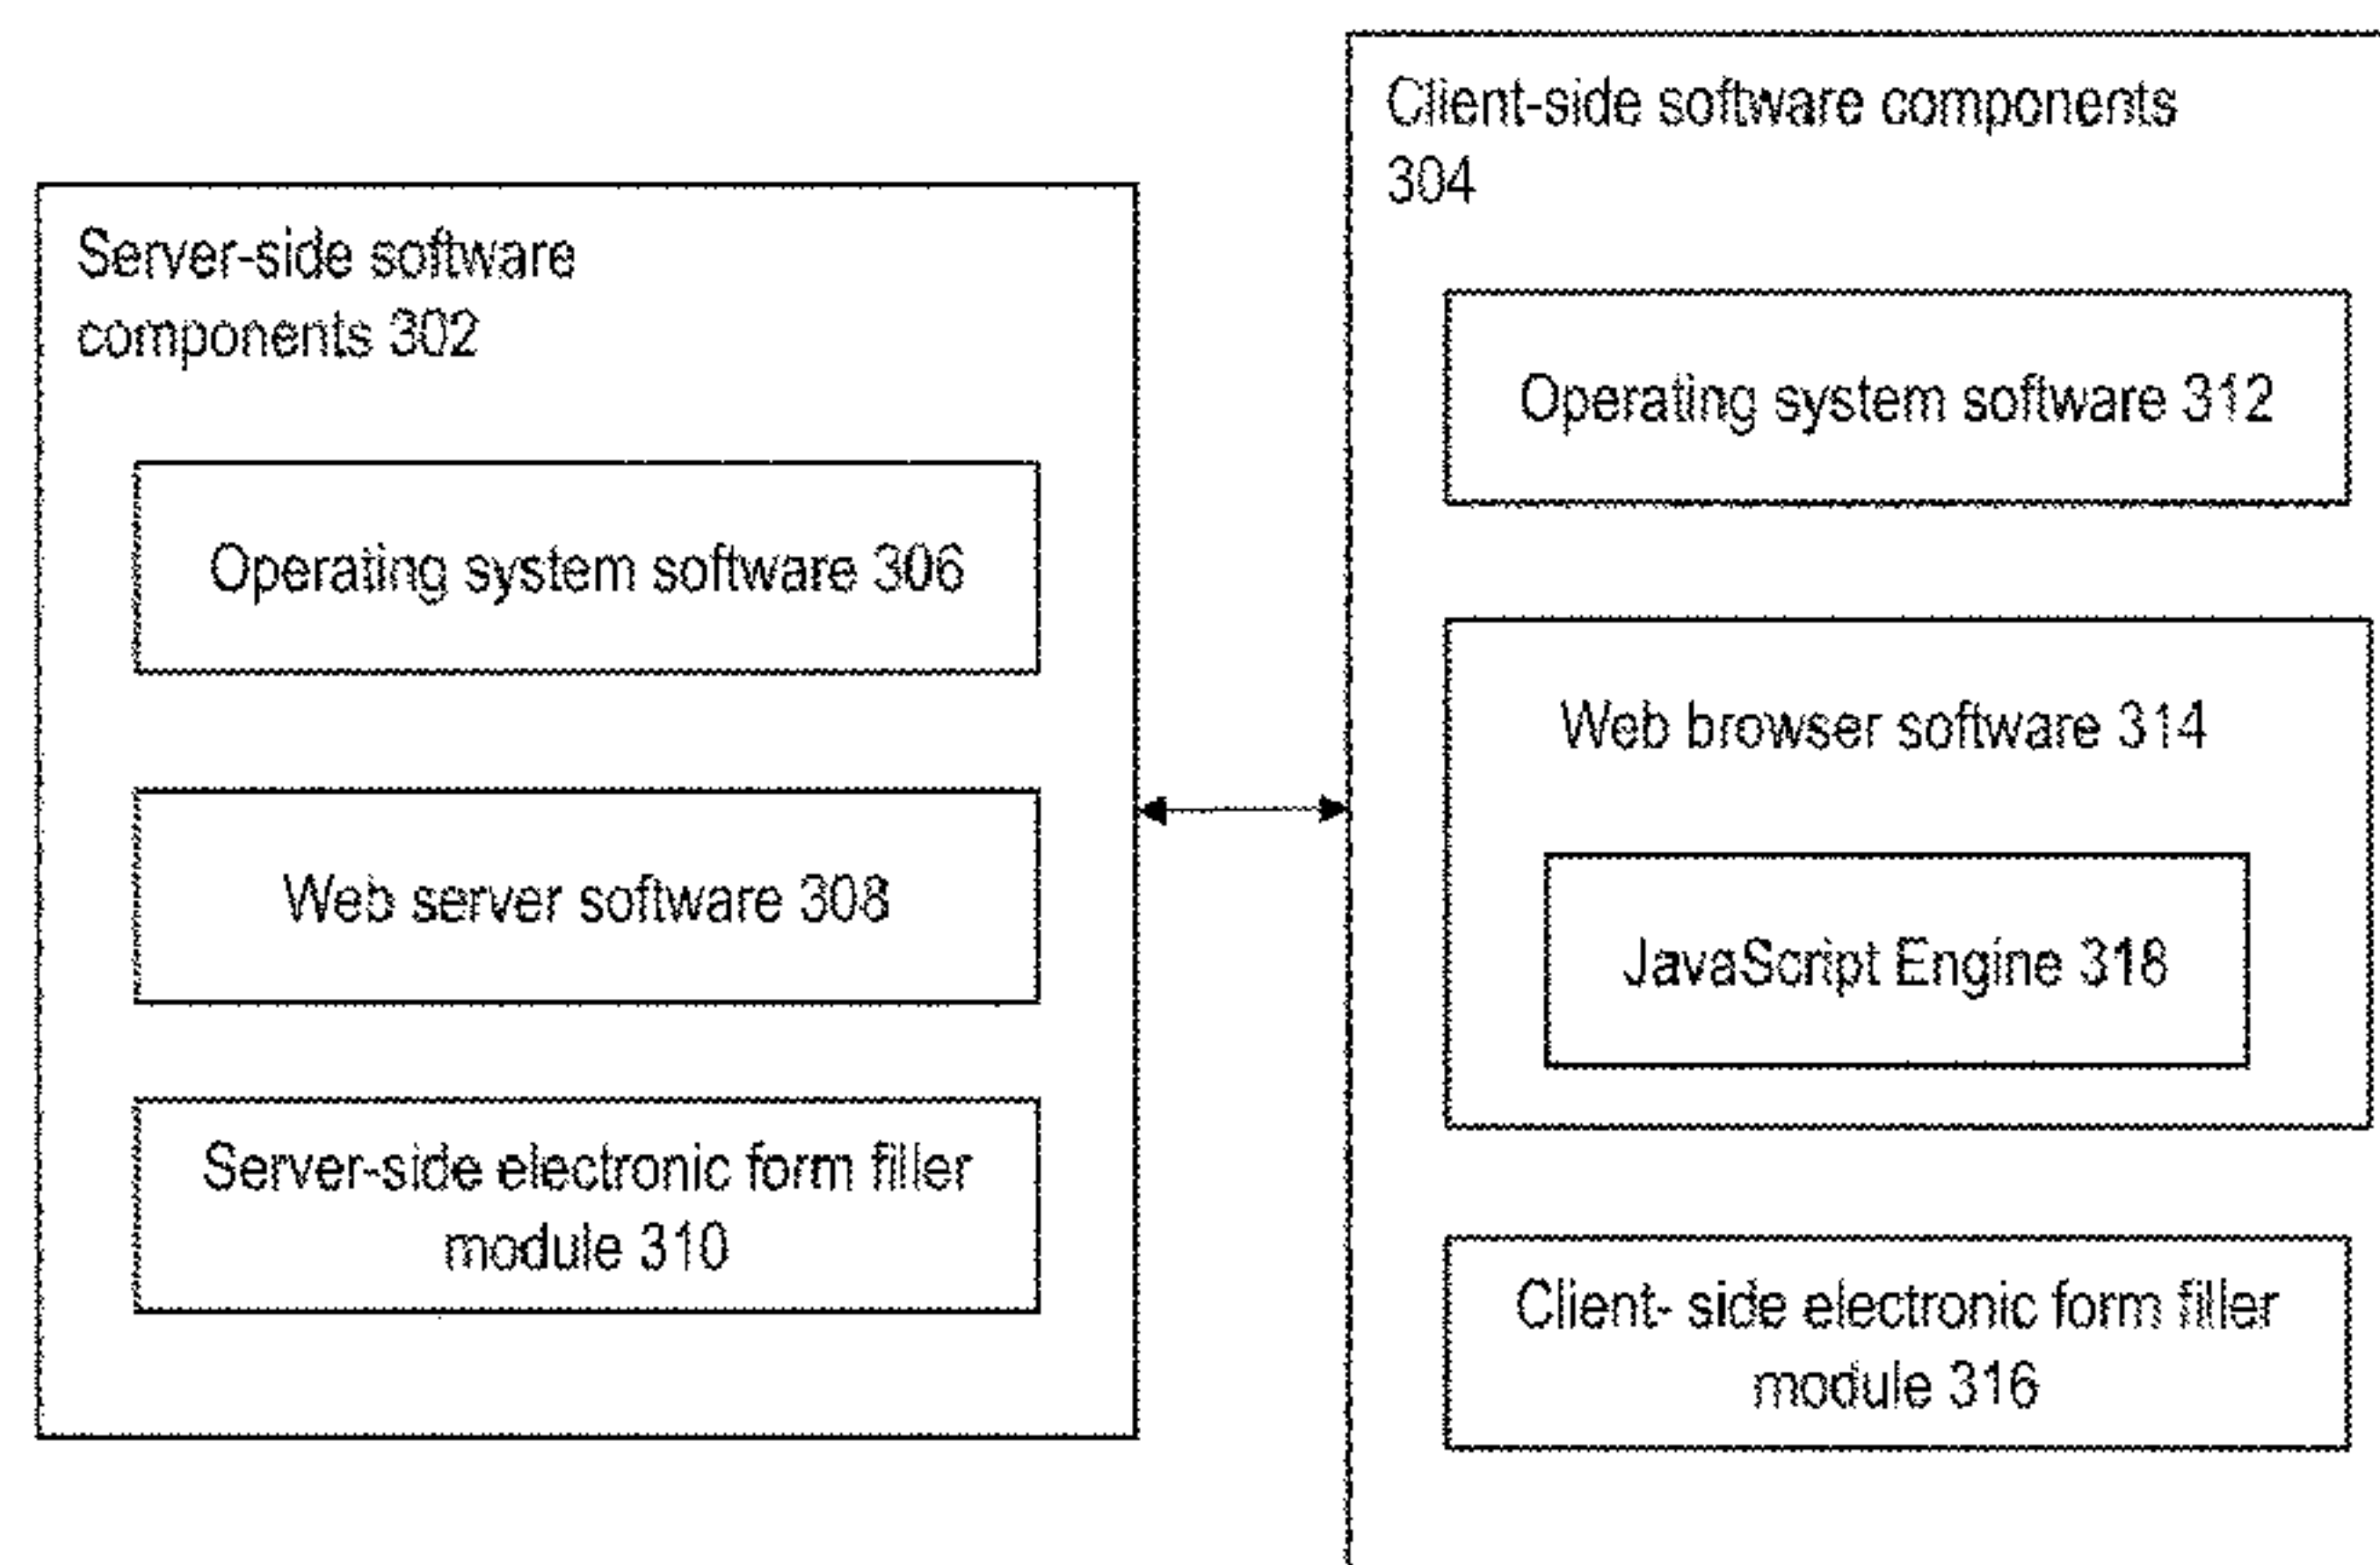 Server-side software
components 302
Operating system software 306
Web server software 308
Server-side electronic form filler
module 310
Client-side software components
304
Operating system software 312
Web browser software 314
JavaScript Engine 318
Client- side electronic form filler
module 316